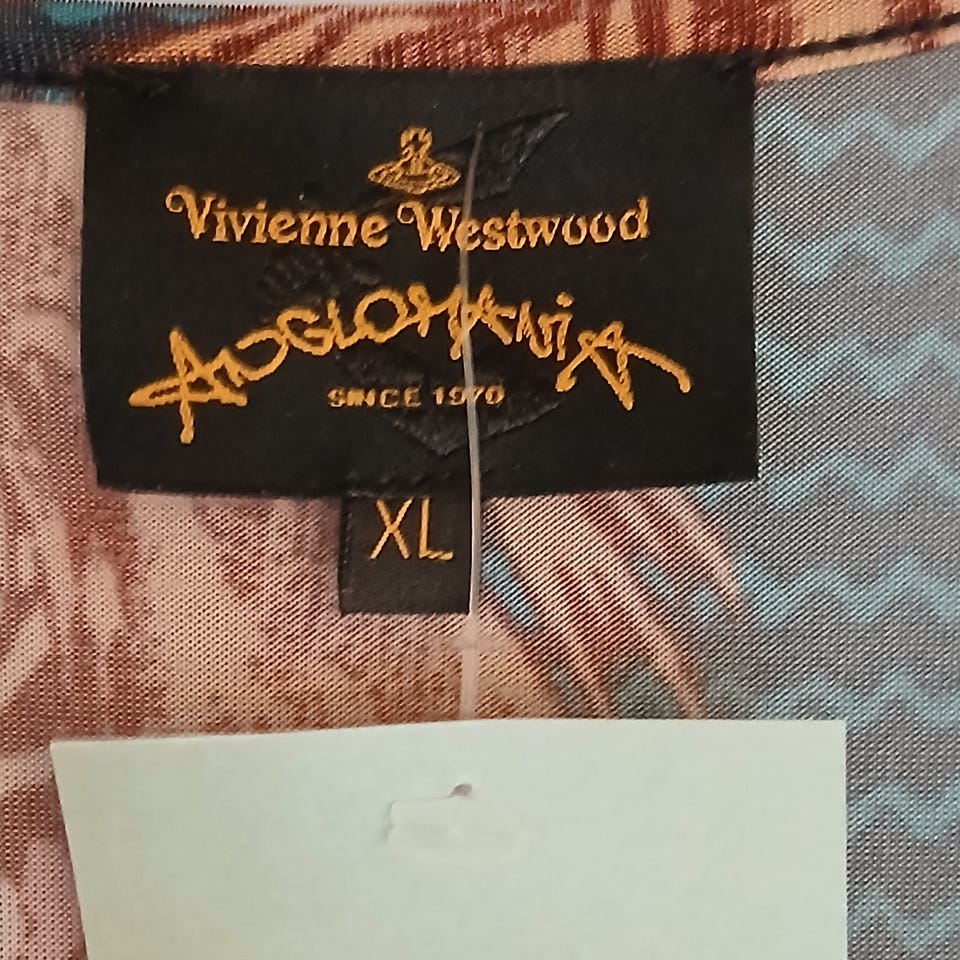 Vivienne Westwood
ANGLOMANIA
SINCE 1970
XL